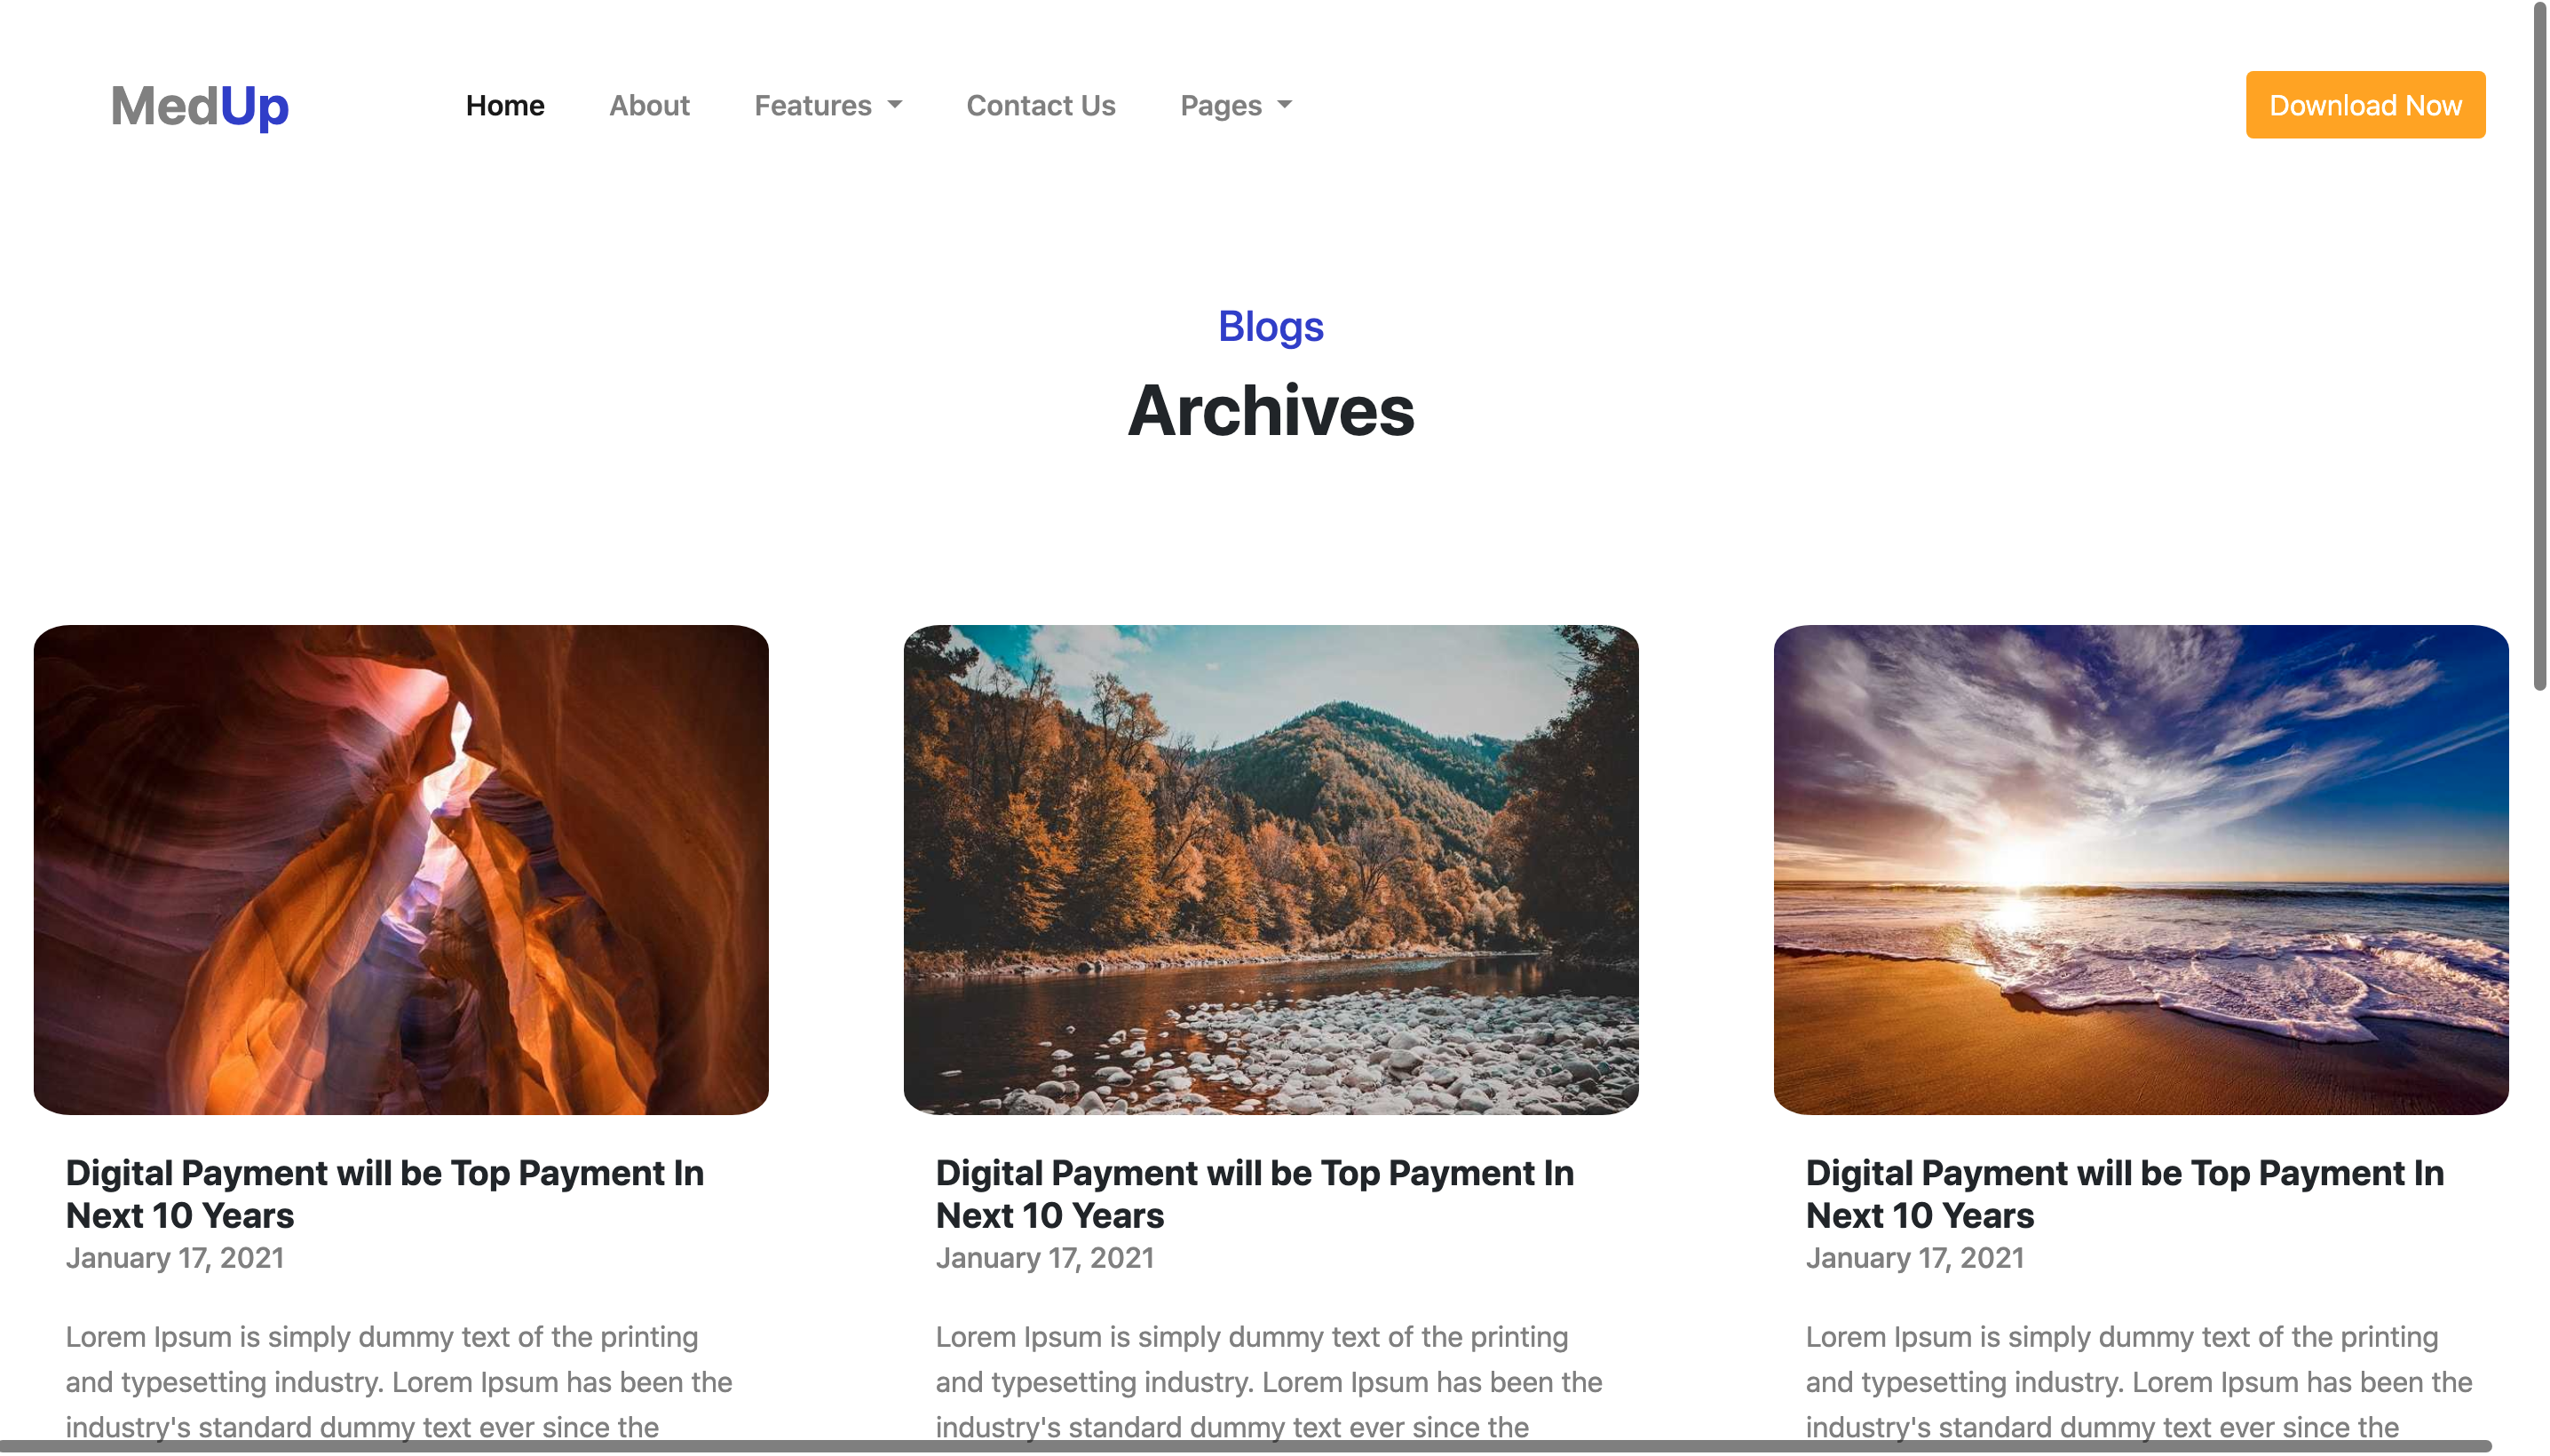 MedUp
Home About Features Contact Us Pages
Download Now
Blogs
Archives
Digital Payment will be Top Payment In
Next 10 Years
January 17, 2021
Lorem Ipsum is simply dummy text of the printing
and typesetting industry. Lorem Ipsum has been the
industry's standard dummy text ever since the
Digital Payment will be Top Payment In
Next 10 Years
January 17, 2021
Lorem Ipsum is simply dummy text of the printing
and typesetting industry. Lorem Ipsum has been the
industry's standard dummy text ever since the
Digital Payment will be Top Payment In
Next 10 Years
January 17, 2021
Lorem Ipsum is simply dummy text of the printing
and typesetting industry. Lorem Ipsum has been the
industry's standard dummy text ever since the